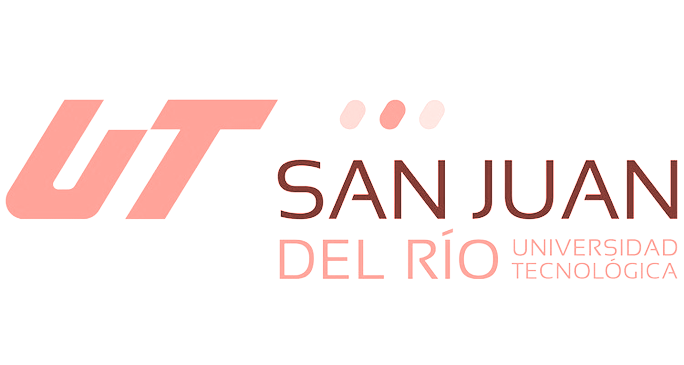 UT
SAN JUAN
DEL RÍO
UNIVERSIDAD
TECNOLÓGICA